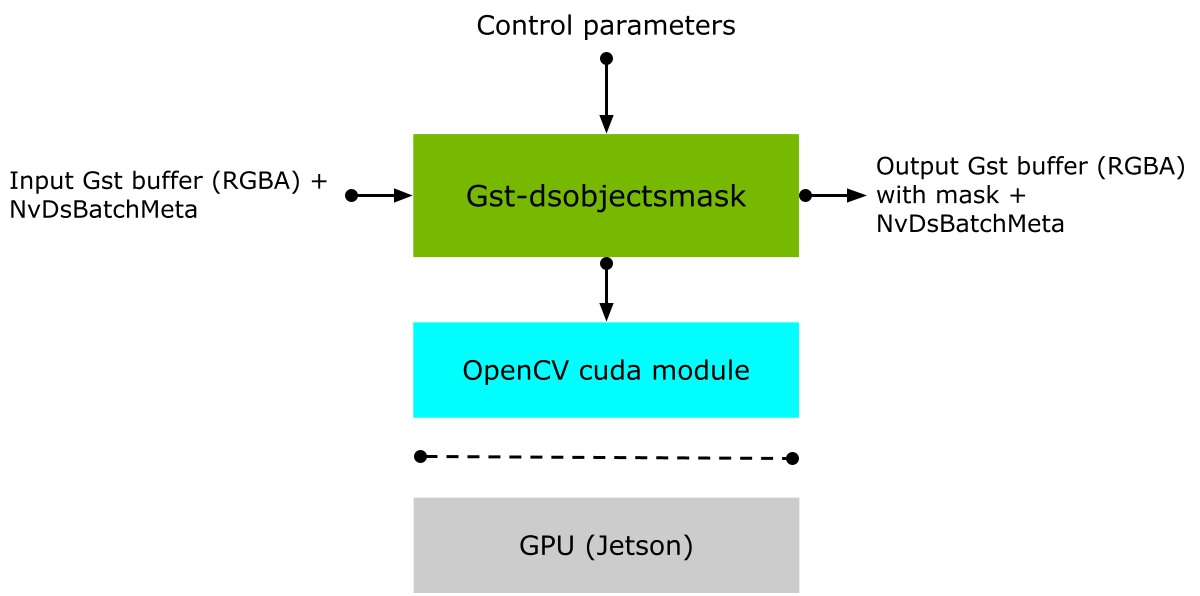 Control parameters
Input Gst buffer (RGBA) +
NvDsBatchMeta
Gst-dsobjectsmask
Output Gst buffer (RGBA)
with mask +
NvDsBatchMeta
OpenCV cuda module
GPU (Jetson)